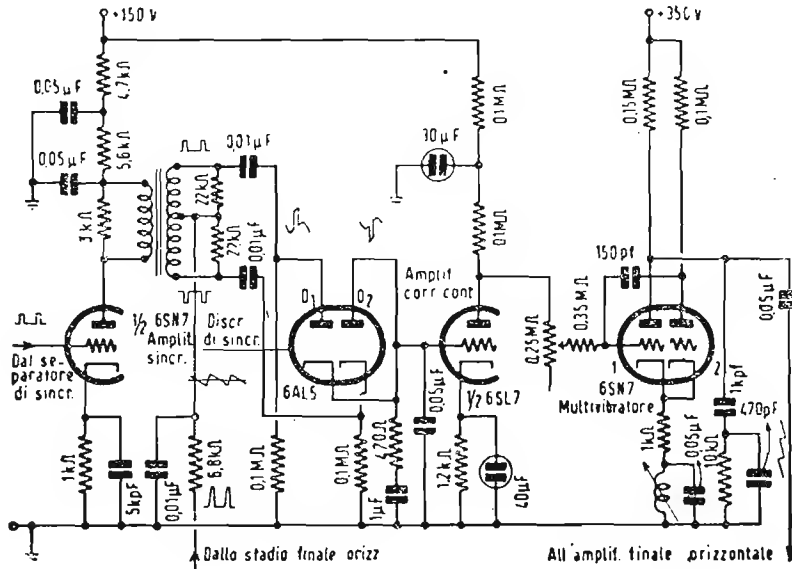 +150 V
+350 V
0,05 µF
4,7 kΩ
0,05 µF
5,6 kΩ
3 kΩ
0,01 µF
22 kΩ
22 kΩ
0,01 µF
30 µF
0,1 MΩ
0,1 MΩ
0,15 MΩ
0,1 MΩ
150 pf
0,35 MΩ
0,25 MΩ
0,05 µF
Amplif
corr cont
D1
D2
½ 6SN7
Amplif.
sincr.
Discr
di sincr.
6AL5
½ 6SL7
1
2
6SN7
Multivibratore
Dal se-
paratore
di sincr.
1 kΩ
5 kpF
0,01 µF
6,8 kΩ
0,1 MΩ
0,1 MΩ
470 Ω
1 µF
0,05 µF
1,2 kΩ
40 µF
1 kΩ
0,05 µF
10 kΩ
1 kpf
470 pF
Dallo stadio finale orizz
All'amplif. finale orizzontale